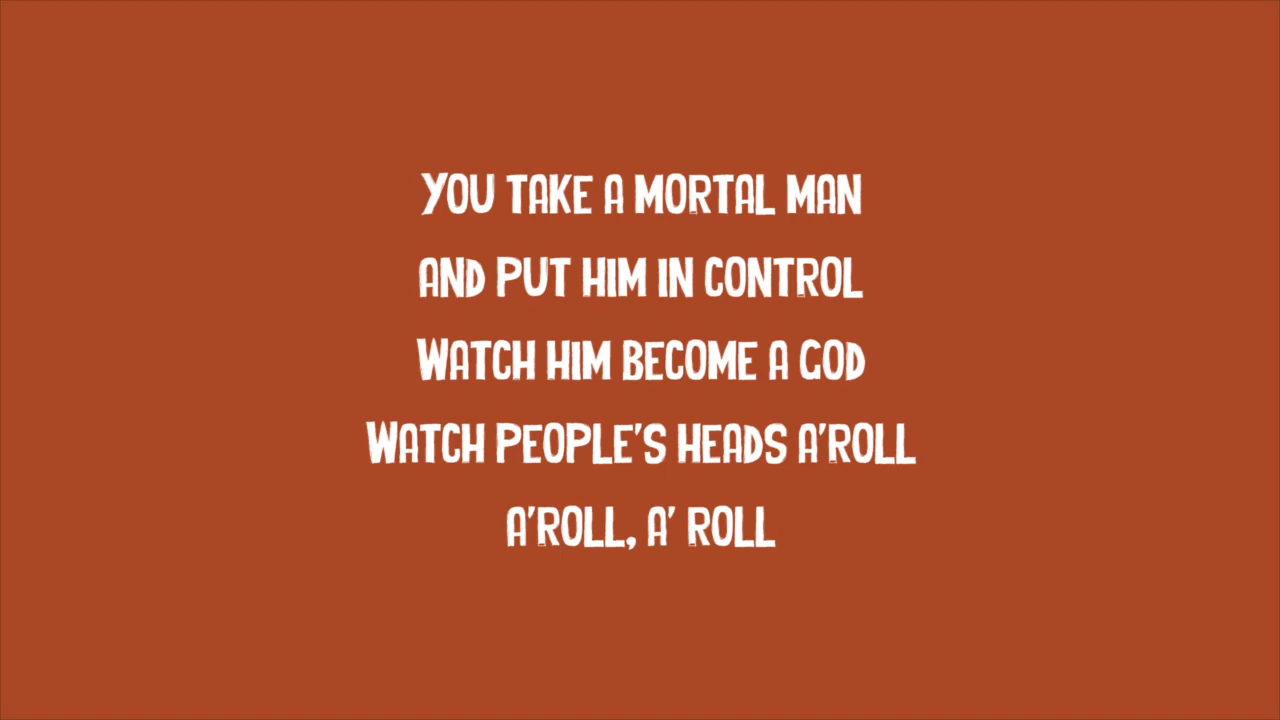 YOU TAKE A MORTAL MAN
AND PUT HIM IN CONTROL
WATCH HIM BECOME A GOD
WATCH PEOPLE'S HEADS A'ROLL
A'ROLL, A' ROLL